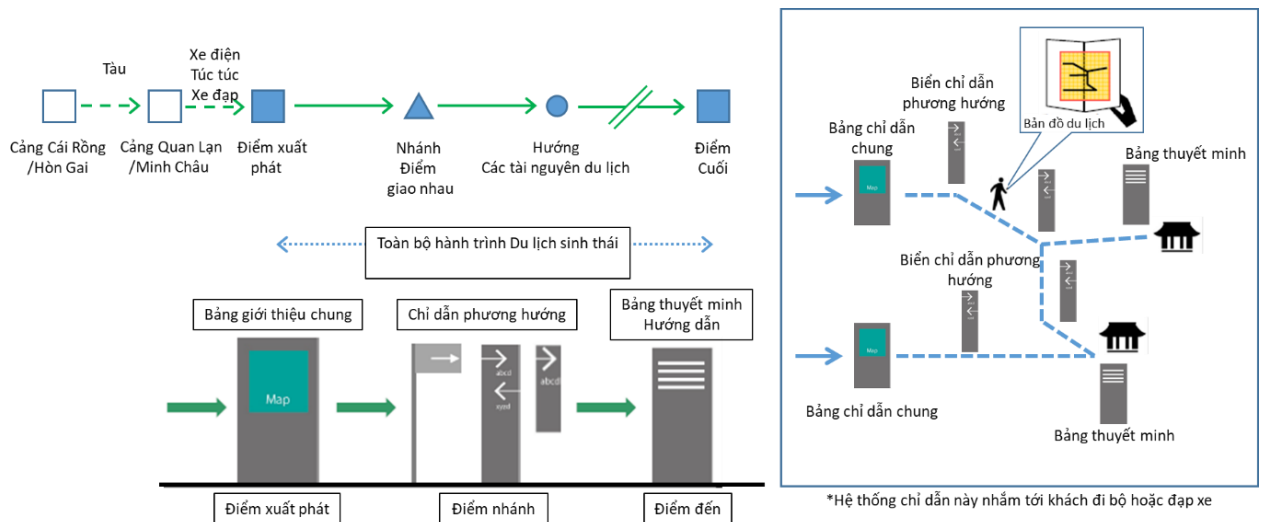 Tàu
Xe điện
Túc túc
Xe đạp
Cảng Cái Rồng
/Hòn Gai
Cảng Quan Lạn
/Minh Châu
Điểm xuất
phát
Nhánh
Điểm
giao nhau
Hướng
Các tài nguyên du lịch
Điểm
Cuối
Toàn bộ hành trình Du lịch sinh thái
Bảng giới thiệu chung
Chỉ dẫn phương hướng
Bảng thuyết minh
Hướng dẫn
Map
abcd
abcd
Điểm xuất phát
Điểm nhánh
Điểm đến
Bản đồ du lịch
Biển chỉ dẫn
phương hướng
Bảng chỉ dẫn
chung
Bảng thuyết minh
Map
Biển chỉ dẫn phương
hướng
Map
Bảng chỉ dẫn chung
Bảng thuyết minh
*Hệ thống chỉ dẫn này nhắm tới khách đi bộ hoặc đạp xe